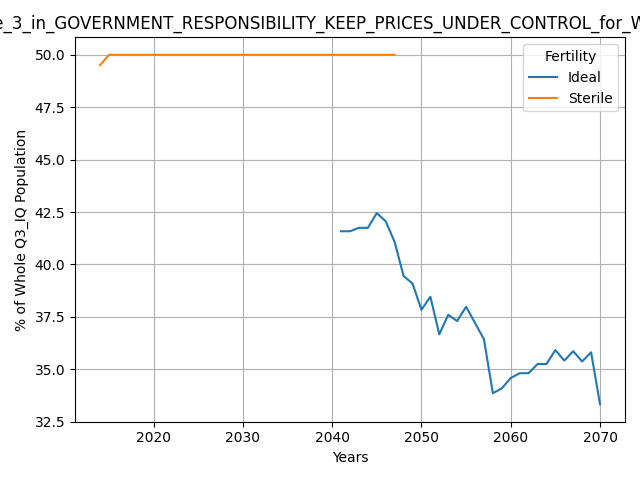 e_3_in_GOVERNMENT_RESPONSIBILITY_KEEP_PRICES_UNDER_CONTROL_for_W
Fertility
Ideal
Sterile
% of Whole Q3_IQ Population
50.0
47.5
45.0
42.5
40.0
37.5
35.0
32.5
2020 2030 2040 2050 2060 2070
Years